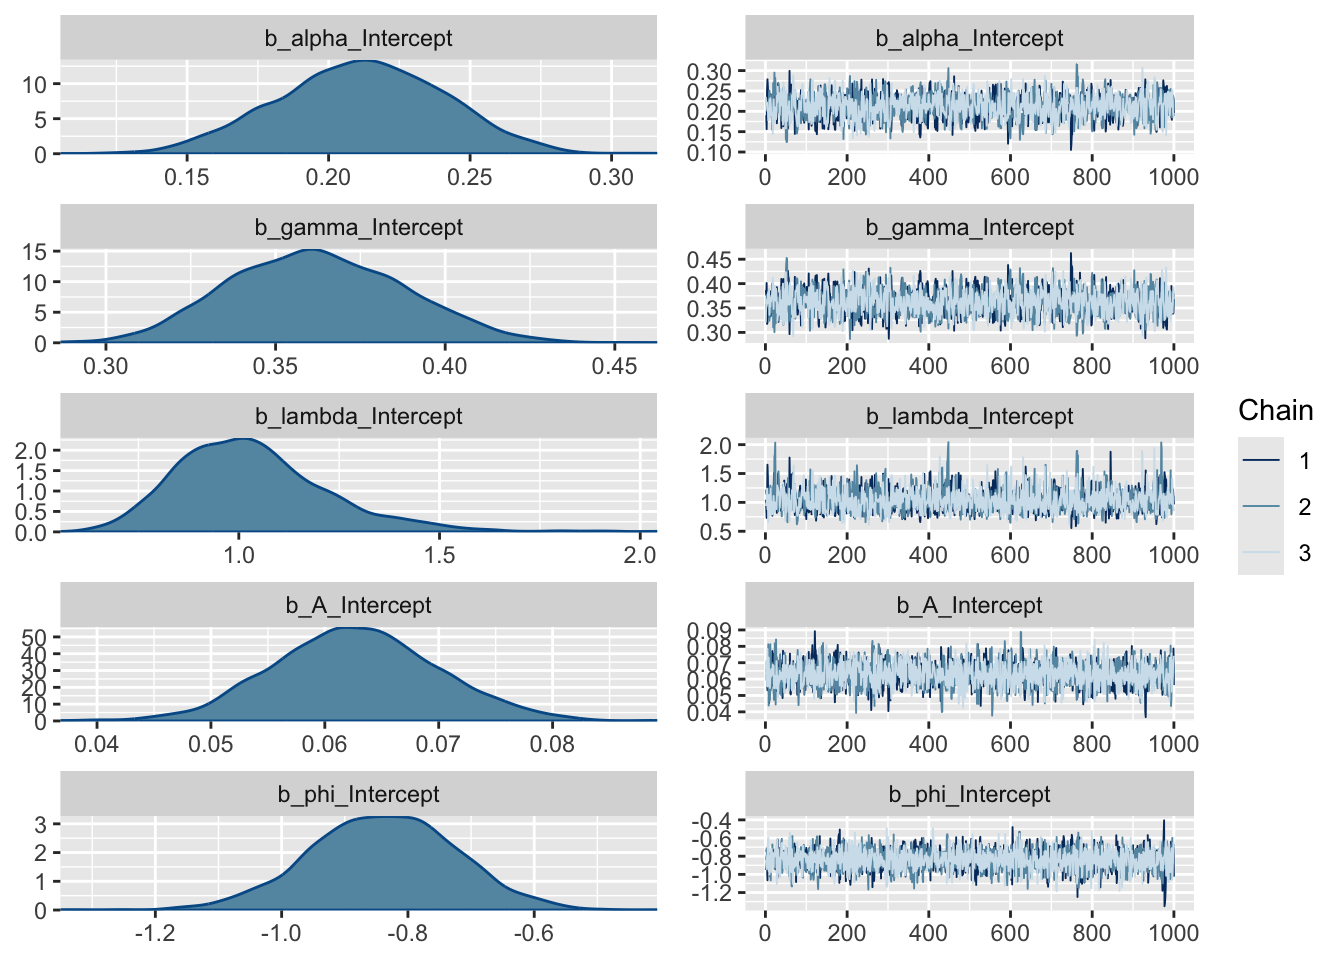 b_alpha_Intercept
10
5
0
0.15 0.20 0.25 0.30
b_alpha_Intercept
0.30
0.25
0.20
0.15
0.10
0 200 400 600 800 1000
b_gamma_Intercept
15
10
5
0
0.30 0.35 0.40 0.45
b_gamma_Intercept
0.45
0.40
0.35
0.30
0 200 400 600 800 1000
b_lambda_Intercept
2.0
1.5
1.0
0.5
0.0
1.0 1.5 2.0
b_lambda_Intercept
2.0
1.5
1.0
0.5
0 200 400 600 800 1000
b_A_Intercept
50
40
30
20
10
0
0.04 0.05 0.06 0.07 0.08
b_A_Intercept
0.09
0.08
0.07
0.06
0.05
0.04
0 200 400 600 800 1000
b_phi_Intercept
3
2
1
0
-1.2 -1.0 -0.8 -0.6
b_phi_Intercept
-0.4
-0.6
-0.8
-1.0
-1.2
0 200 400 600 800 1000
Chain
1
2
3